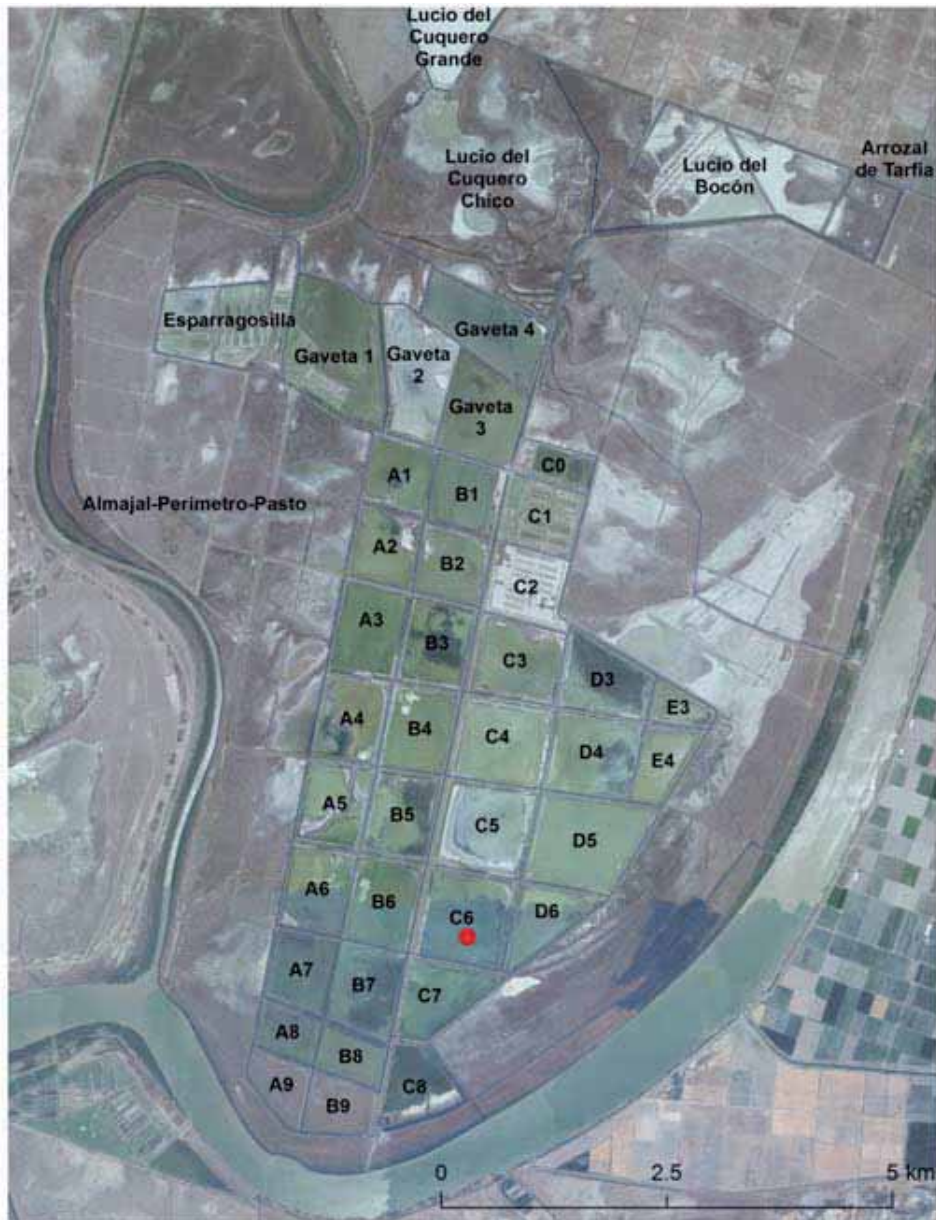 Lucio del
Cuquero
Grande
Lucio del
Cuquero
Chico
Lucio del
Bocón
Arrozal
de Tarfia
Esparragosilla
Gaveta 1
Gaveta
2
Gaveta 4
Gaveta
3
Almajal-Perímetro-Pasto
A1
B1
C0
C1
A2
B2
C2
A3
B3
C3
D3
E3
A4
B4
C4
D4
E4
A5
B5
C5
D5
A6
B6
C6
D6
A7
B7
C7
A8
B8
C8
A9
B9
0 2.5 5 km